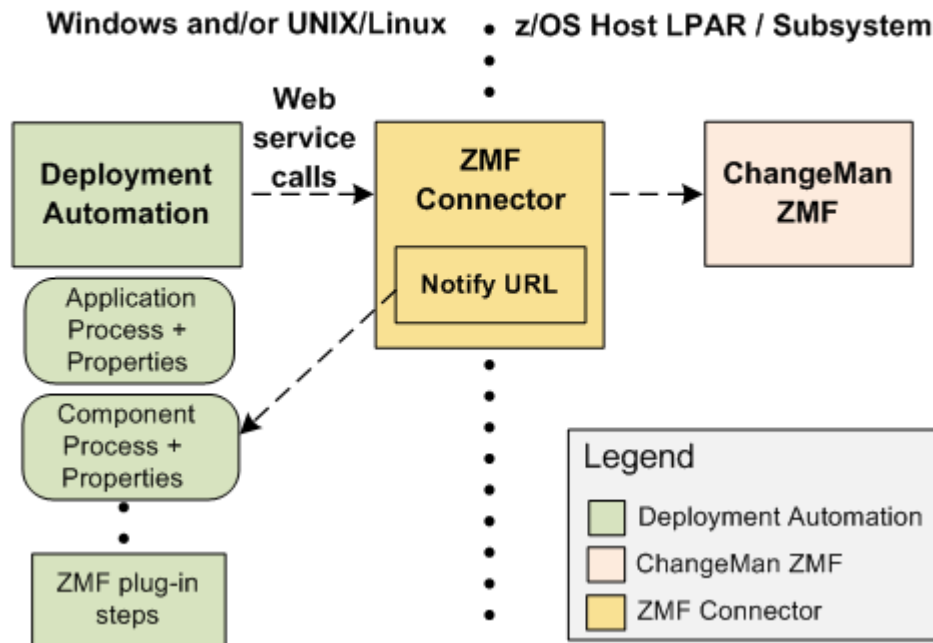 Windows and/or UNIX/Linux
z/OS Host LPAR / Subsystem
Web
service
calls
Deployment
Automation
ZMF
Connector
Notify URL
ChangeMan
ZMF
Application
Process +
Properties
Component
Process +
Properties
ZMF plug-in
steps
Legend
Deployment Automation
ChangeMan ZMF
ZMF Connector